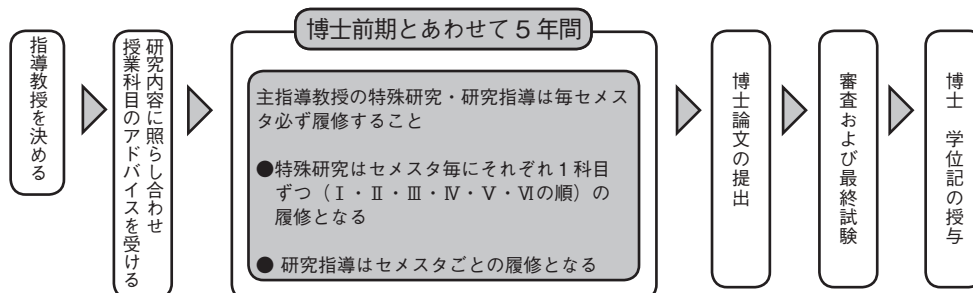 指導教授を決める
研究内容に照らし合わせ
授業科目のアドバイスを受ける
博士前期とあわせて５年間
主指導教授の特殊研究・研究指導は毎セメス
タ必ず履修すること
●特殊研究はセメスタ毎にそれぞれ１科目
ずつ（Ⅰ・Ⅱ・Ⅲ・Ⅳ・Ⅴ・Ⅵの順）の
履修となる
● 研究指導はセメスタごとの履修となる
博士論文の提出
審査および最終試験
博士　学位記の授与